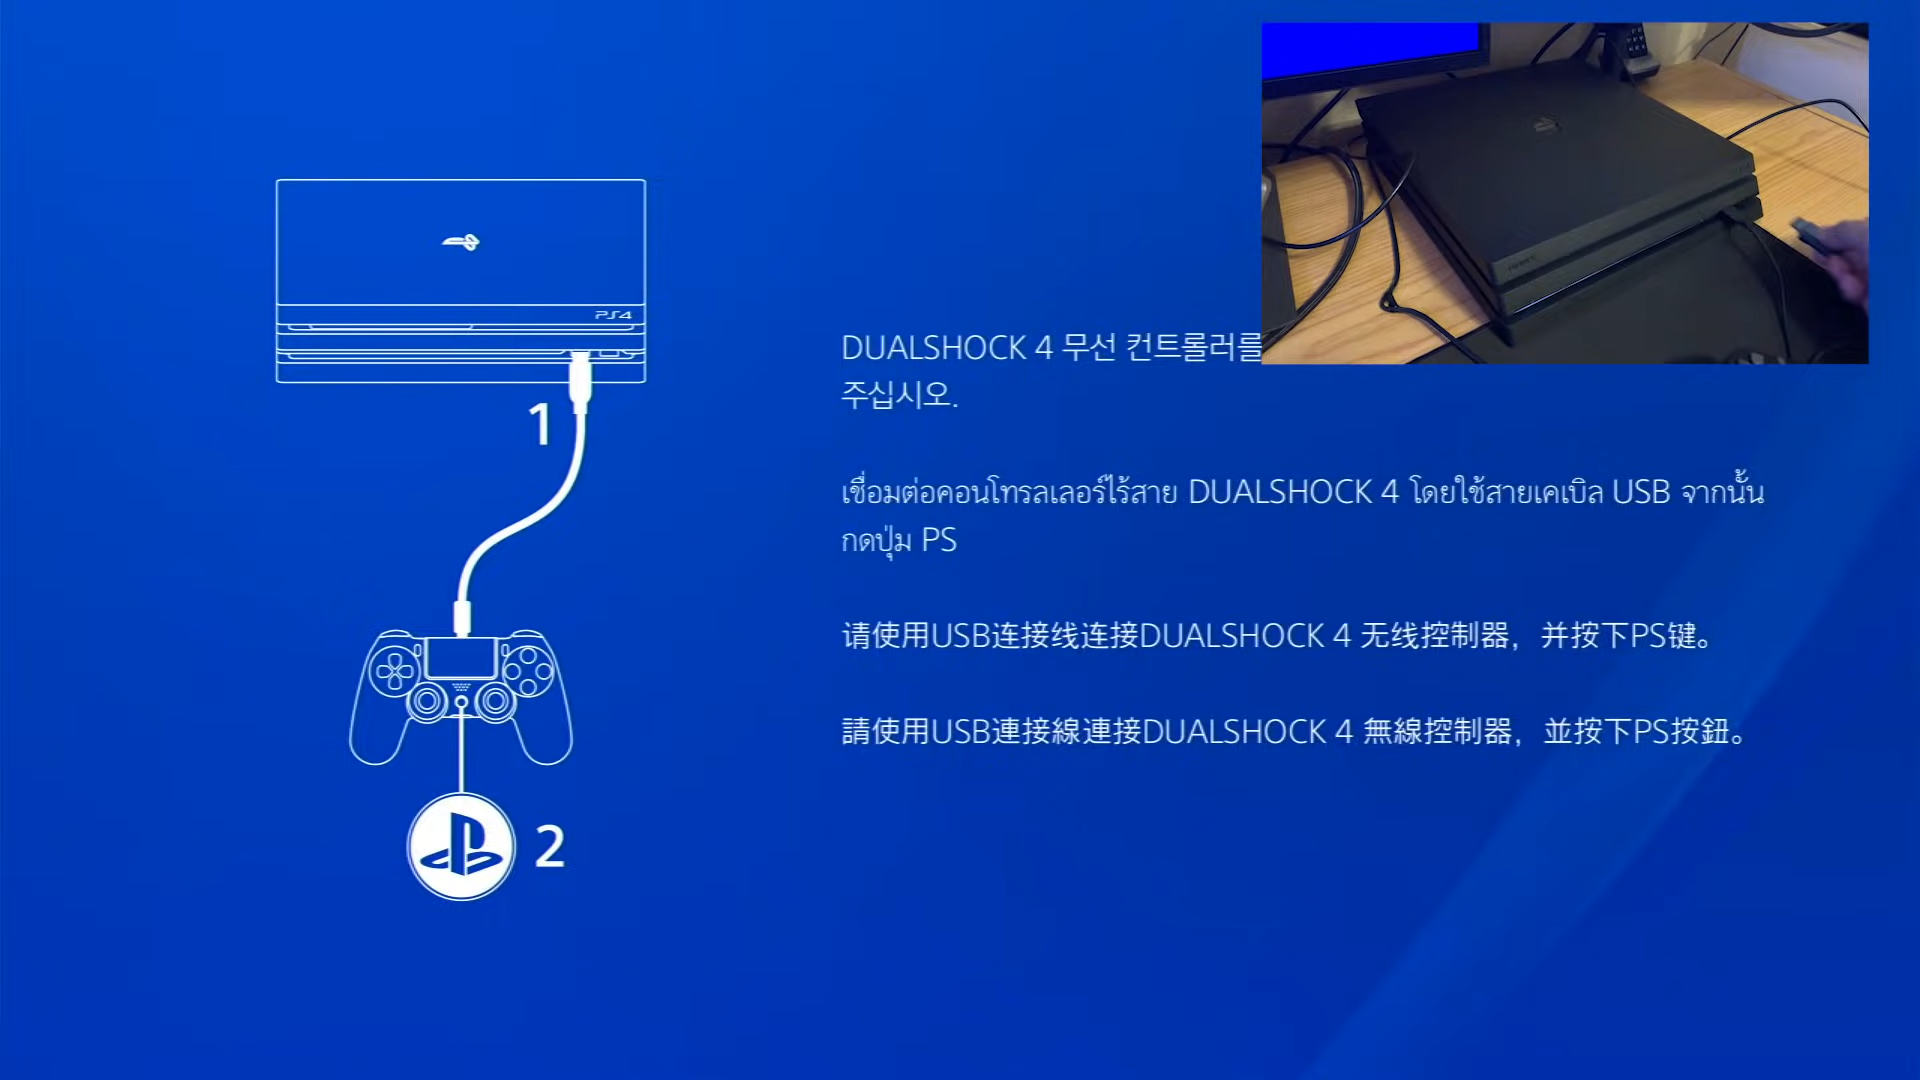 PS4
1
2
DUALSHOCK 4 무선 컨트롤러를
주십시오.
เชื่อมต่อคอนโทรลเลอร์ไร้สาย DUALSHOCK 4 โดยใช้สายเคเบิล USB จากนั้น
กดปุ่ม PS
请使用USB连接线连接DUALSHOCK 4 无线控制器，并按下PS键。
請使用USB連接線連接DUALSHOCK 4 無線控制器，並按下PS按鈕。